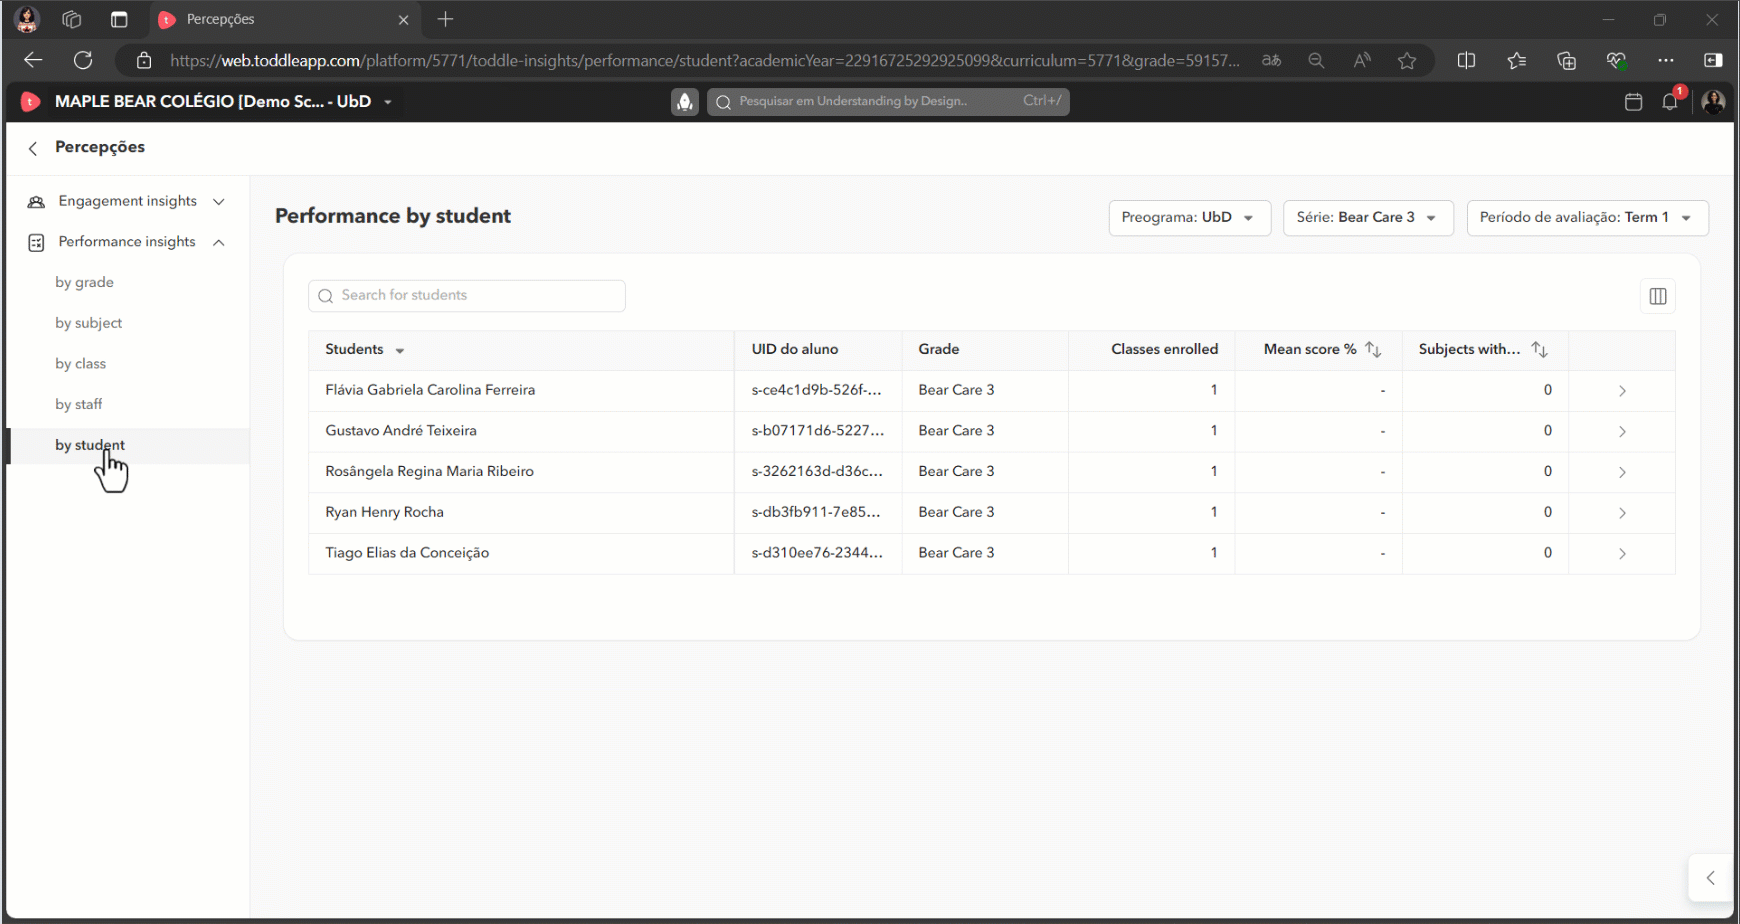 Percepções
https://web.toddleapp.com/platform/5771/toddle-insights/performance/student?academicYear=22916725292925099&curriculum=5771&grade=59157...
MAPLE BEAR COLÉGIO [Demo Sc... - UbD
Pesquisar em Understanding by Design..
Ctrl+/
1
Percepções
Engagement insights
Performance insights
by grade
by subject
by class
by staff
by student
Performance by student
Preograma: UbD
Série: Bear Care 3
Período de avaliação: Term 1
Search for students
Students UID do aluno Grade Classes enrolled Mean score % Subjects with...
Flávia Gabriela Carolina Ferreira s-ce4c1d9b-526f-... Bear Care 3 1 - 0
Gustavo André Teixeira s-b07171d6-5227... Bear Care 3 1 - 0
Rosângela Regina Maria Ribeiro s-3262163d-d36c... Bear Care 3 1 - 0
Ryan Henry Rocha s-db3fb911-7e85... Bear Care 3 1 - 0
Tiago Elias da Conceição s-d310ee76-2344... Bear Care 3 1 - 0